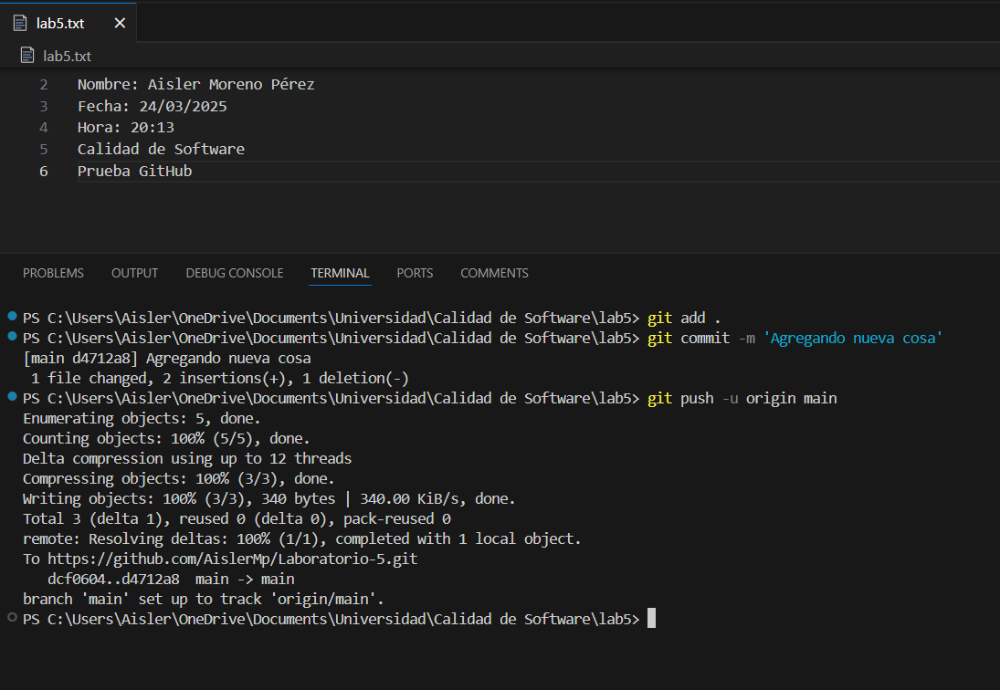 lab5.txt
lab5.txt
2 Nombre: Aisler Moreno Pérez
3 Fecha: 24/03/2025
4 Hora: 20:13
5 Calidad de Software
6 Prueba GitHub
PROBLEMS OUTPUT DEBUG CONSOLE TERMINAL PORTS COMMENTS
PS C:\Users\Aisler\OneDrive\Documents\Universidad\Calidad de Software\lab5> git add .
PS C:\Users\Aisler\OneDrive\Documents\Universidad\Calidad de Software\lab5> git commit -m 'Agregando nueva cosa'
[main d4712a8] Agregando nueva cosa
1 file changed, 2 insertions(+), 1 deletion(-)
PS C:\Users\Aisler\OneDrive\Documents\Universidad\Calidad de Software\lab5> git push -u origin main
Enumerating objects: 5, done.
Counting objects: 100% (5/5), done.
Delta compression using up to 12 threads
Compressing objects: 100% (3/3), done.
Writing objects: 100% (3/3), 340 bytes | 340.00 KiB/s, done.
Total 3 (delta 1), reused 0 (delta 0), pack-reused 0
remote: Resolving deltas: 100% (1/1), completed with 1 local object.
To https://github.com/AislerMp/Laboratorio-5.git
dcf0604..d4712a8  main -> main
branch 'main' set up to track 'origin/main'.
PS C:\Users\Aisler\OneDrive\Documents\Universidad\Calidad de Software\lab5>